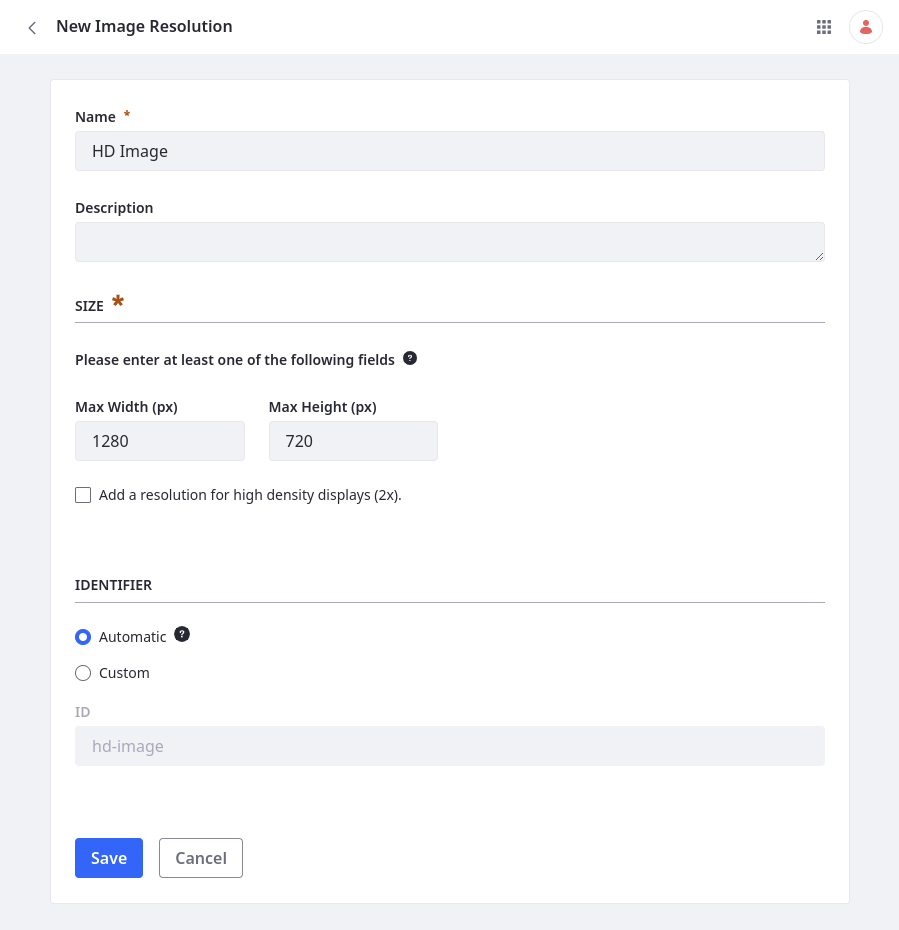 New Image Resolution
Name *
HD Image
Description
SIZE *
Please enter at least one of the following fields ?
Max Width (px) Max Height (px)
1280 720
Add a resolution for high density displays (2x).
IDENTIFIER
Automatic ?
Custom
ID
hd-image
Save Cancel